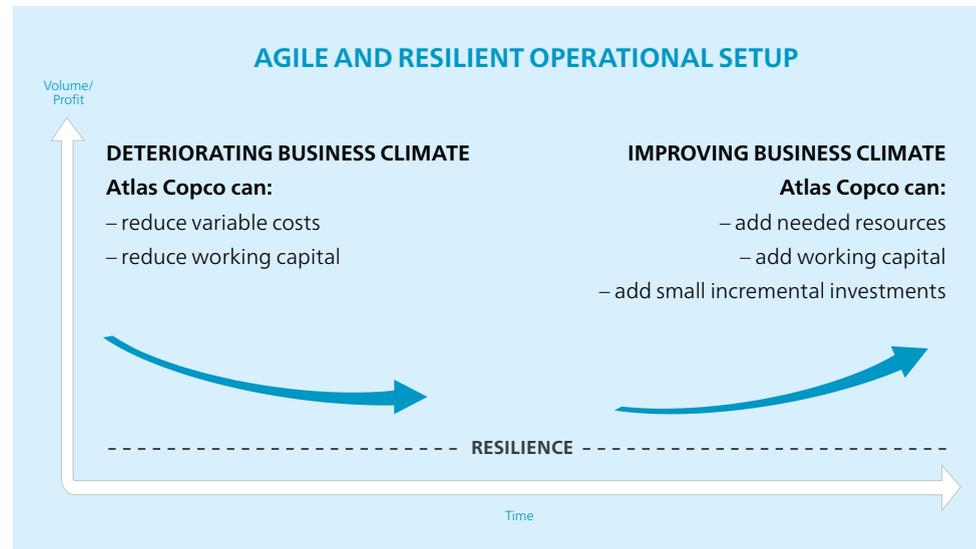 AGILE AND RESILIENT OPERATIONAL SETUP
Volume/
Profit
DETERIORATING BUSINESS CLIMATE
Atlas Copco can:
– reduce variable costs
– reduce working capital
IMPROVING BUSINESS CLIMATE
Atlas Copco can:
– add needed resources
– add working capital
– add small incremental investments
RESILIENCE
Time